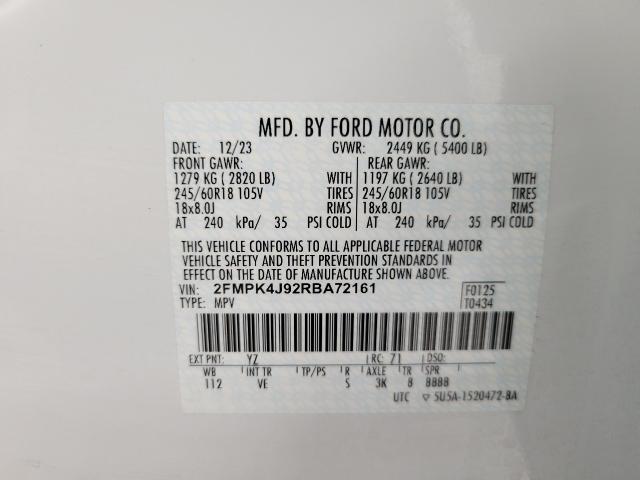 MFD. BY FORD MOTOR CO.
DATE: 12/23 GVWR: 2449 KG ( 5400 LB)
FRONT GAWR: REAR GAWR:
1279 KG ( 2820 LB) WITH 1197 KG ( 2640 LB) WITH
245/60R18 105V TIRES 245/60R18 105V TIRES
18x8.0J RIMS 18x8.0J RIMS
AT 240 kPa/ 35 PSI COLD AT 240 kPa/ 35 PSI COLD
THIS VEHICLE CONFORMS TO ALL APPLICABLE FEDERAL MOTOR
VEHICLE SAFETY AND THEFT PREVENTION STANDARDS IN
EFFECT ON THE DATE OF MANUFACTURE SHOWN ABOVE.
VIN: 2FMPK4J92RBA72161 F0125
TYPE: MPV T0434
EXT PNT: YZ RC: 71 DSO:
WB INT TR TP/PS R AXLE TR SPR
112 VE S 3K 8 8888
UTC ▽ 5U5A-1520472-BA